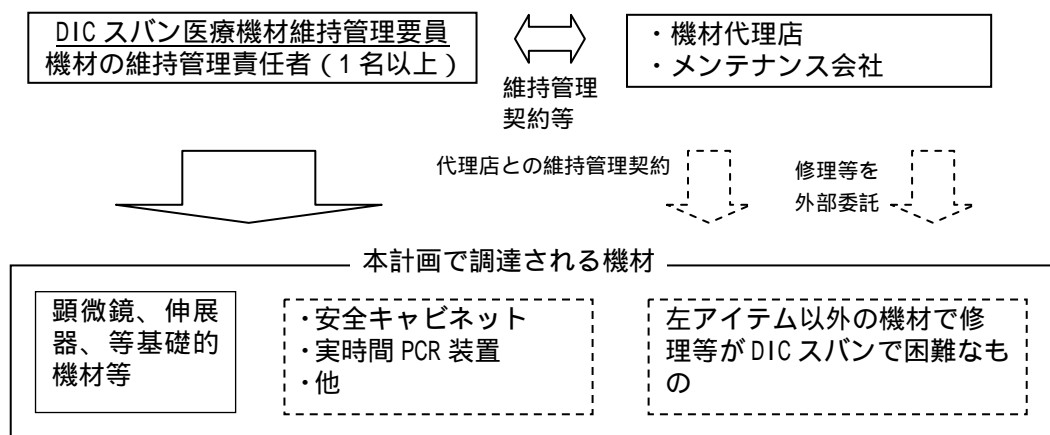 DIC スバン医療機材維持管理要員
機材の維持管理責任者(1 名以上)
・機材代理店
・メンテナンス会社
維持管理
契約等
代理店との維持管理契約
修理等を
外部委託
本計画で調達される機材
顕微鏡、伸展
器、等基礎的
機材等
・安全キャビネット
・実時間 PCR 装置
・他
左アイテム以外の機材で修
理等が DIC スバンで困難なも
の